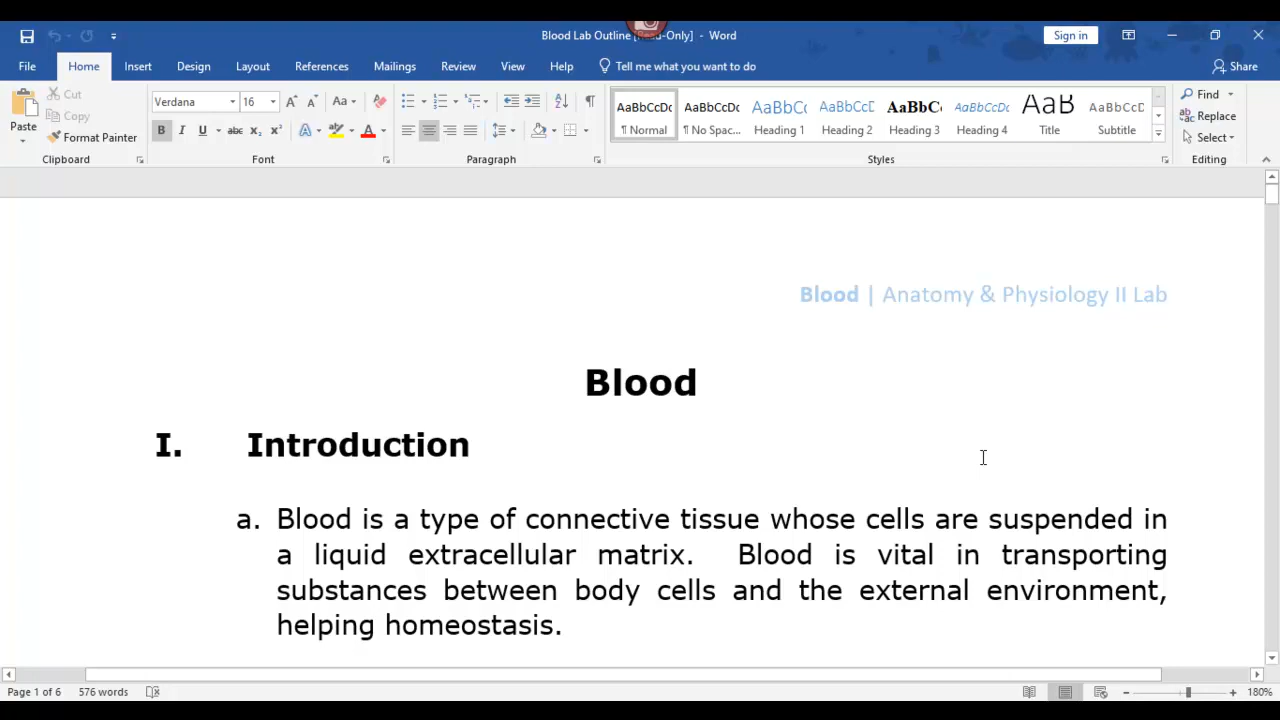 Blood Lab Outline [Read-Only] - Word
Sign in
File Home Insert Design Layout References Mailings Review View Help Tell me what you want to do Share
Paste
Cut
Copy
Format Painter
Clipboard
Verdana 16
Font
Paragraph
AaBbCcDc AaBbCcDc AaBbC( AaBbCcD AaBbC AaBbCcDc AaB AaBbCcD
¶ Normal ¶ No Spac... Heading 1 Heading 2 Heading 3 Heading 4 Title Subtitle
Styles
Find
Replace
Select
Editing
Blood | Anatomy & Physiology II Lab
Blood
I. Introduction
a. Blood is a type of connective tissue whose cells are suspended in
a liquid extracellular matrix. Blood is vital in transporting
substances between body cells and the external environment,
helping homeostasis.
Page 1 of 6 576 words 180%